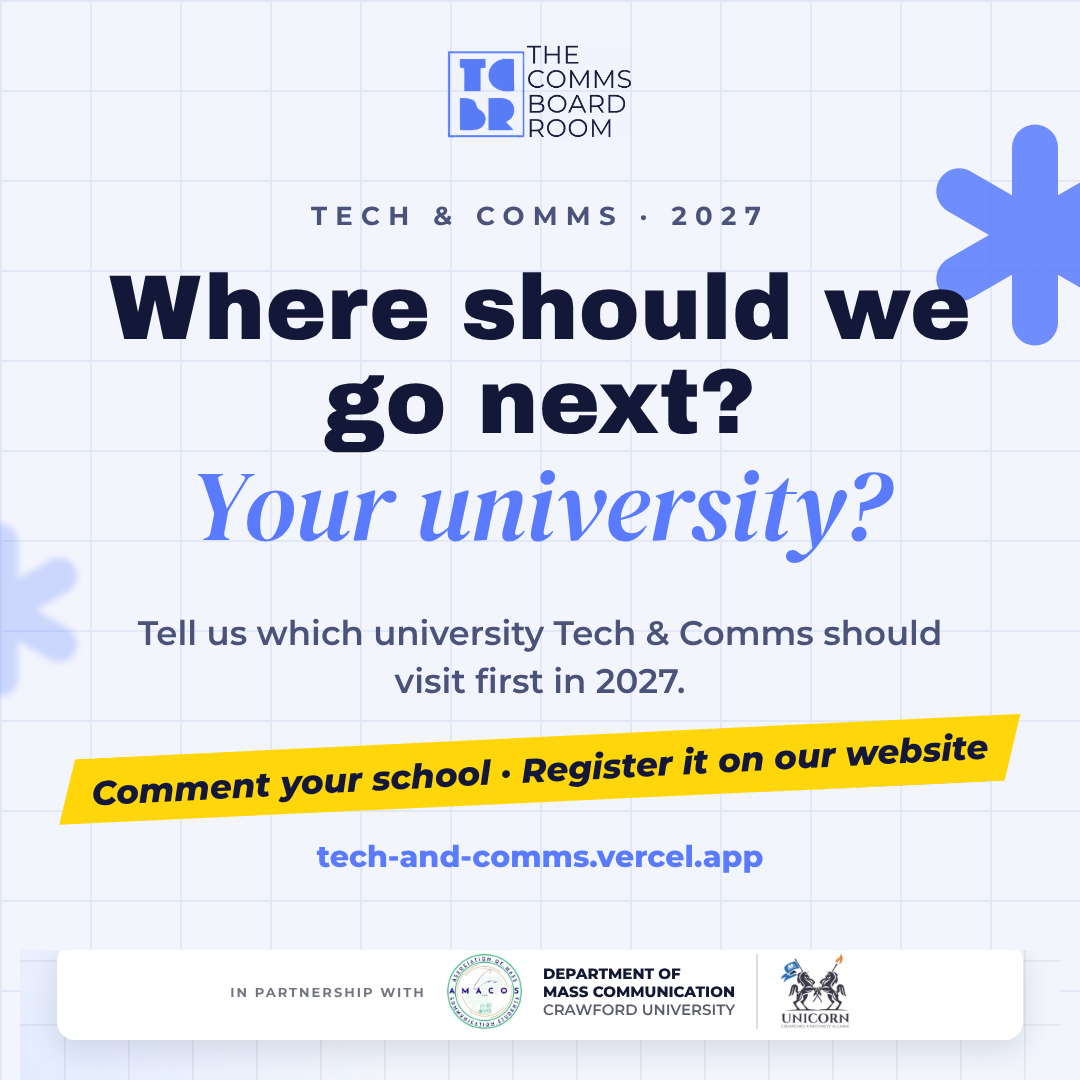 THE
COMMS
BOARD
ROOM
TC
BR
TECH & COMMS · 2027
Where should we
go next?
Your university?
Tell us which university Tech & Comms should
visit first in 2027.
Comment your school · Register it on our website
tech-and-comms.vercel.app
IN PARTNERSHIP WITH
AMACOS
DEPARTMENT OF
MASS COMMUNICATION
CRAWFORD UNIVERSITY
UNICORN